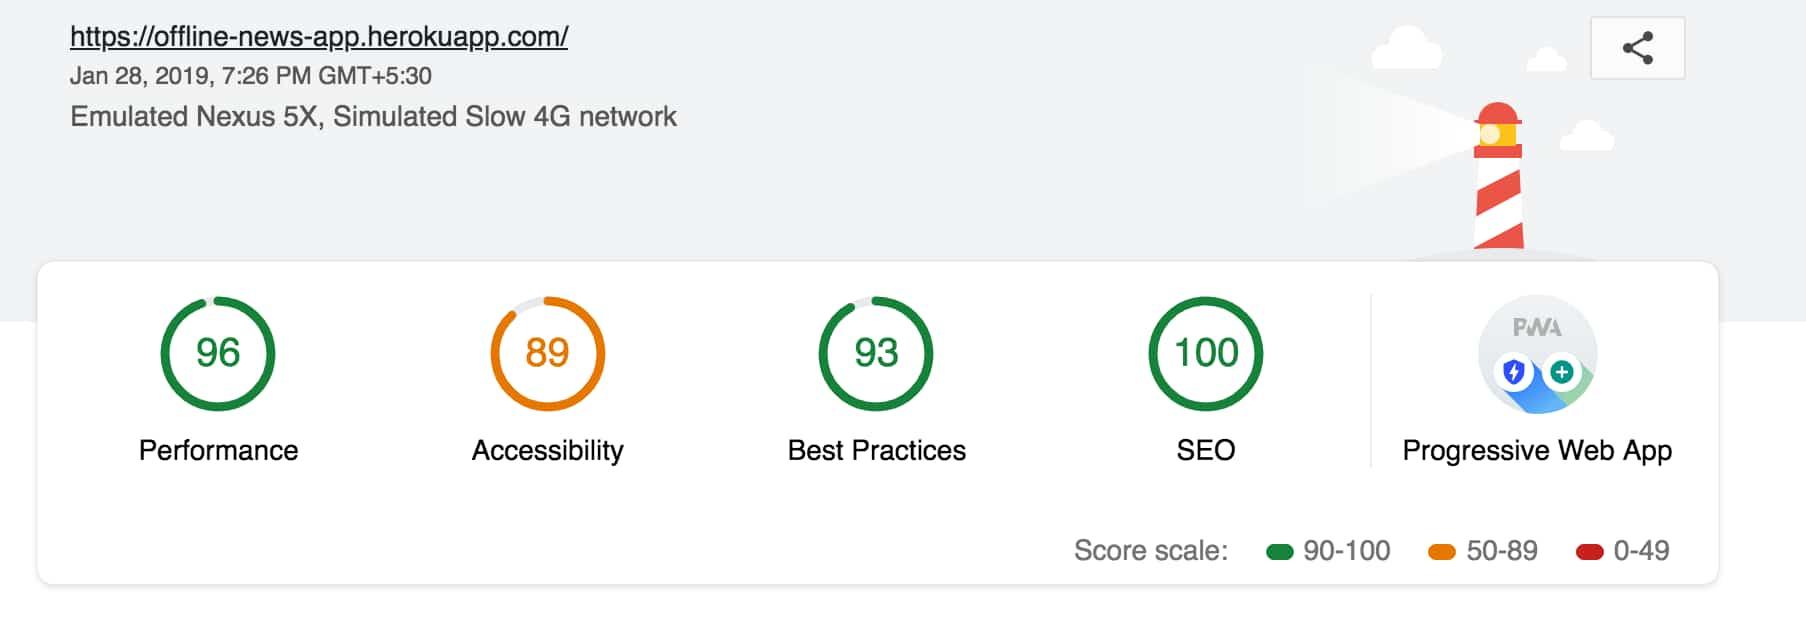 https://offline-news-app.herokuapp.com/
Jan 28, 2019, 7:26 PM GMT+5:30
Emulated Nexus 5X, Simulated Slow 4G network
96
89
93
100
PWA
Performance
Accessibility
Best Practices
SEO
Progressive Web App
Score scale:
90-100
50-89
0-49